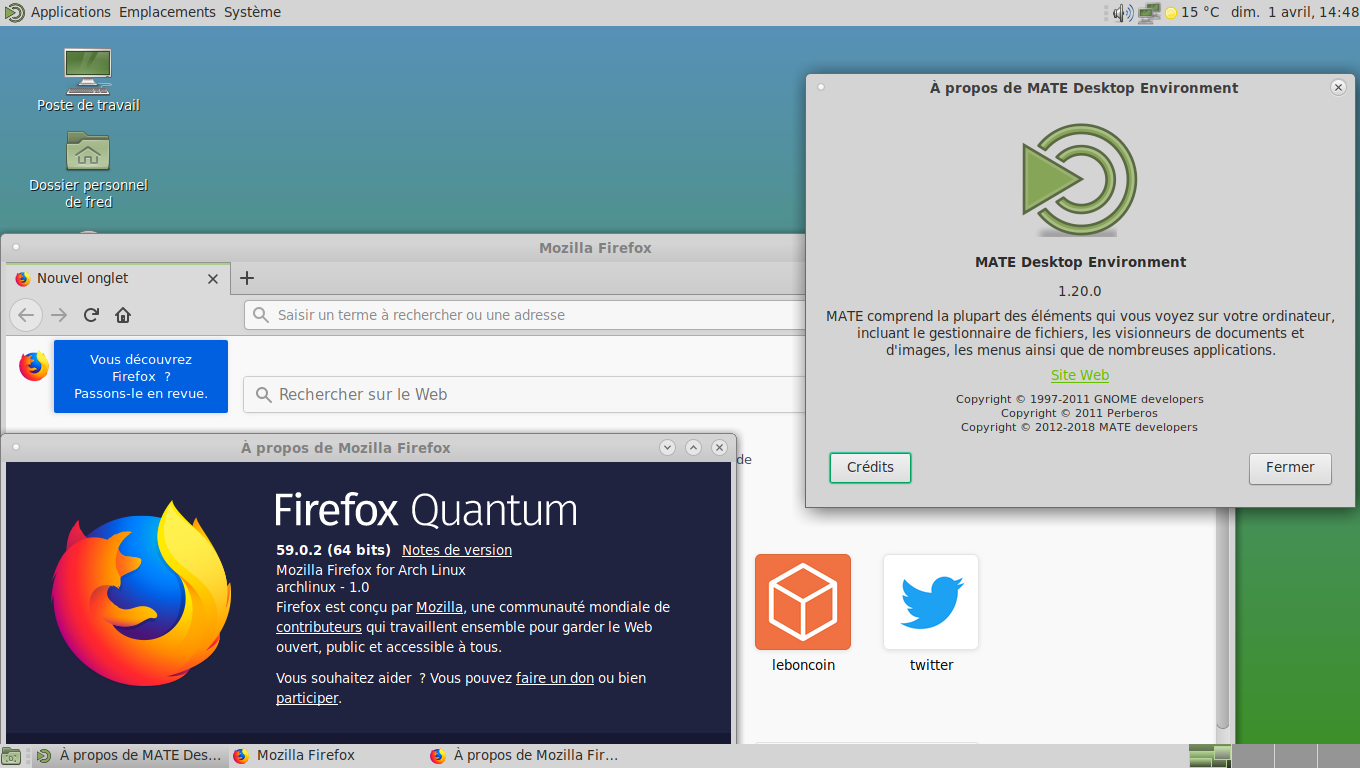 Applications Emplacements Système
15 °C dim. 1 avril, 14:48
Poste de travail
Dossier personnel
de fred
À propos de MATE Desktop Environment
MATE Desktop Environment
1.20.0
MATE comprend la plupart des éléments qui vous voyez sur votre ordinateur,
incluant le gestionnaire de fichiers, les visionneurs de documents et
d'images, les menus ainsi que de nombreuses applications.
Site Web
Copyright © 1997-2011 GNOME developers
Copyright © 2011 Perberos
Copyright © 2012-2018 MATE developers
Crédits
Fermer
Mozilla Firefox
Nouvel onglet
Saisir un terme à rechercher ou une adresse
Vous découvrez
Firefox ?
Passons-le en revue.
Rechercher sur le Web
de
leboncoin
twitter
À propos de Mozilla Firefox
Firefox Quantum
59.0.2 (64 bits) Notes de version
Mozilla Firefox for Arch Linux
archlinux - 1.0
Firefox est conçu par Mozilla, une communauté mondiale de
contributeurs qui travaillent ensemble pour garder le Web
ouvert, public et accessible à tous.
Vous souhaitez aider ? Vous pouvez faire un don ou bien
participer.
À propos de MATE Des...
Mozilla Firefox
À propos de Mozilla Fir...